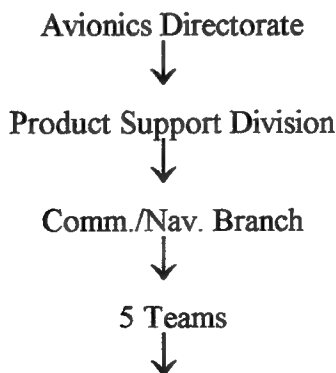 Avionics Directorate
Product Support Division
Comm./Nav. Branch
5 Teams